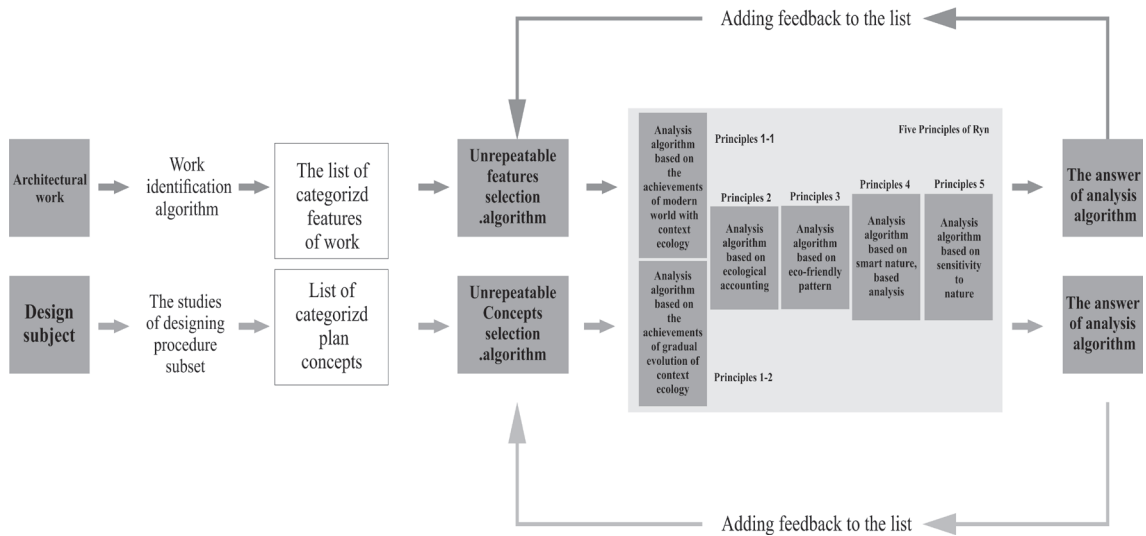 Adding feedback to the list
Architectural
work
Work
identification
algorithm
The list of
categorizd
features
of work
Unrepeatable
features
selection
.algorithm
Analysis
algorithm
based on
the
achievements
of modern
world with
context
ecology
Principles 1-1
Five Principles of Ryn
Principles 2
Analysis
algorithm
based on
ecological
accounting
Principles 3
Analysis
algorithm
based on
eco-friendly
pattern
Principles 4
Analysis
algorithm
based on
smart nature,
based
analysis
Principles 5
Analysis
algorithm
based on
sensitivity
to
nature
The answer
of analysis
algorithm
Design
subject
The studies
of designing
procedure
subset
List of
categorizd
plan
concepts
Unrepeatable
Concepts
selection
.algorithm
Analysis
algorithm
based on
the
achievements
of gradual
evolution of
context
ecology
Principles 1-2
The answer
of analysis
algorithm
Adding feedback to the list